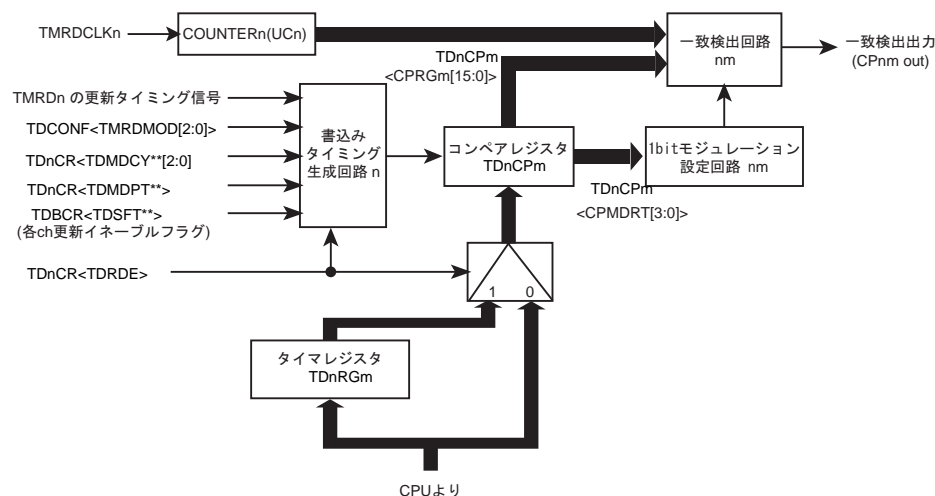 TMRDCLKn
COUNTERn(UCn)
一致検出回路
nm
一致検出出力
(CPnm out)
TDnCPm
<CPRGm[15:0]>
TMRDn の更新タイミング信号
TDCONF<TMRDMOD[2:0]>
TDnCR<TDMDCY**[2:0]
TDnCR<TDMDPT**>
TDBCR<TDSFT**>
(各ch更新イネーブルフラグ)
TDnCR<TDRDE>
書込み
タイミング
生成回路 n
コンペアレジスタ
TDnCPm
1bitモジュレーション
設定回路 nm
TDnCPm
<CPMDRT[3:0]>
1 0
タイマレジスタ
TDnRGm
CPUより